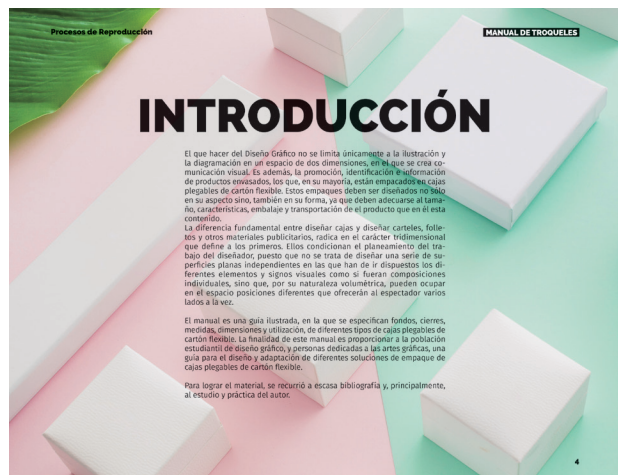 Procesos de Reproducción
MANUAL DE TROQUELES
INTRODUCCIÓN
El que hacer del Diseño Gráfico no se limita únicamente a la ilustración y
la diagramación en un espacio de dos dimensiones, en el que se crea co-
municación visual. Es además, la promoción, identificación e información
de productos envasados, los que, en su mayoría, están empacados en cajas
plegables de cartón flexible. Estos empaques deben ser diseñados no sólo
en su aspecto sino, también en su forma, ya que deben adecuarse al tama-
ño, características, embalaje y transportación de el producto que en él esta
contenido.
La diferencia fundamental entre diseñar cajas y diseñar carteles, folle-
tos y otros materiales publicitarios, radica en el carácter tridimensional
que define a los primeros. Ellos condicionan el planeamiento del tra-
bajo del diseñador, puesto que no se trata de diseñar una serie de su-
perficies planas independientes en las que han de ir dispuestos los di-
ferentes elementos y signos visuales como si fueran composiciones
individuales, sino que, por su naturaleza volumétrica, pueden ocupar
en el espacio posiciones diferentes que ofrecerán al espectador varios
lados a la vez.
El manual es una guía ilustrada, en la que se especifican fondos, cierres,
medidas, dimensiones y utilización, de diferentes tipos de cajas plegables de
cartón flexible. La finalidad de este manual es proporcionar a la población
estudiantil de diseño gráfico, y personas dedicadas a las artes gráficas, una
guía para el diseño y adaptación de diferentes soluciones de empaque de
cajas plegables de cartón flexible.
Para lograr el material, se recurrió a escasa bibliografía y, principalmente,
al estudio y práctica del autor.
4